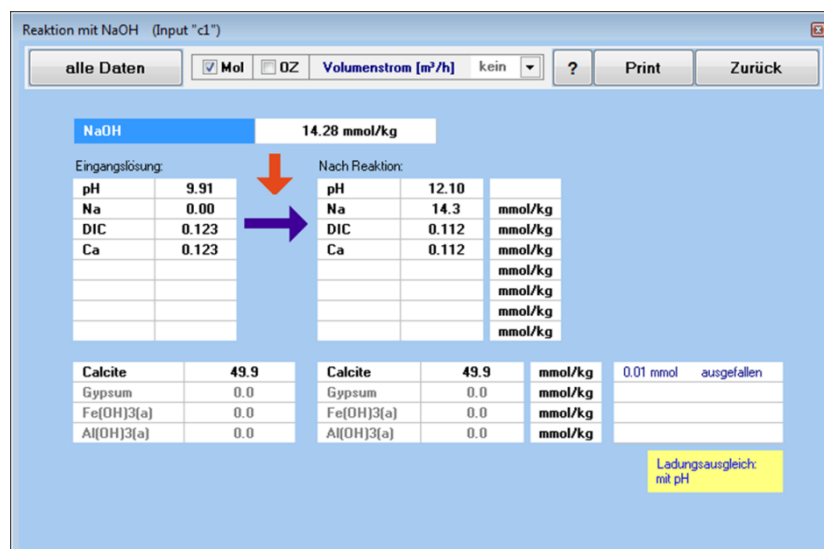 Reaktion mit NaOH (Input "c1")
alle Daten Mol OZ Volumenstrom [m³/h] kein ? Print Zurück
NaOH 14.28 mmol/kg
Eingangslösung: Nach Reaktion:
pH 9.91 pH 12.10
Na 0.00 Na 14.3 mmol/kg
DIC 0.123 DIC 0.112 mmol/kg
Ca 0.123 Ca 0.112 mmol/kg
mmol/kg
mmol/kg
mmol/kg
mmol/kg
Calcite 49.9 Calcite 49.9 mmol/kg 0.01 mmol ausgefallen
Gypsum 0.0 Gypsum 0.0 mmol/kg
Fe(OH)3(a) 0.0 Fe(OH)3(a) 0.0 mmol/kg
Al(OH)3(a) 0.0 Al(OH)3(a) 0.0 mmol/kg
Ladungsausgleich:
mit pH